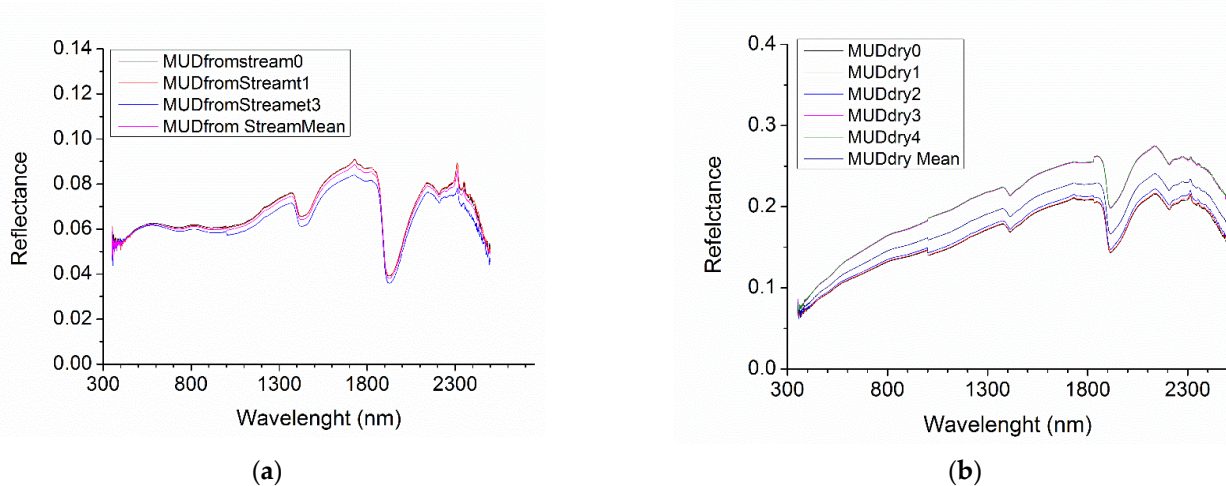 0.14
0.12
0.10
0.08
0.06
0.04
0.02
0.00
Reflectance
MUDfromstream0
MUDfromStreamt1
MUDfromStreamet3
MUDfrom StreamMean
300 800 1300 1800 2300
Wavelenght (nm)
(a)
0.4
0.3
0.2
0.1
0.0
Refelctance
MUDdry0
MUDdry1
MUDdry2
MUDdry3
MUDdry4
MUDdry Mean
300 800 1300 1800 2300
Wavelenght (nm)
(b)